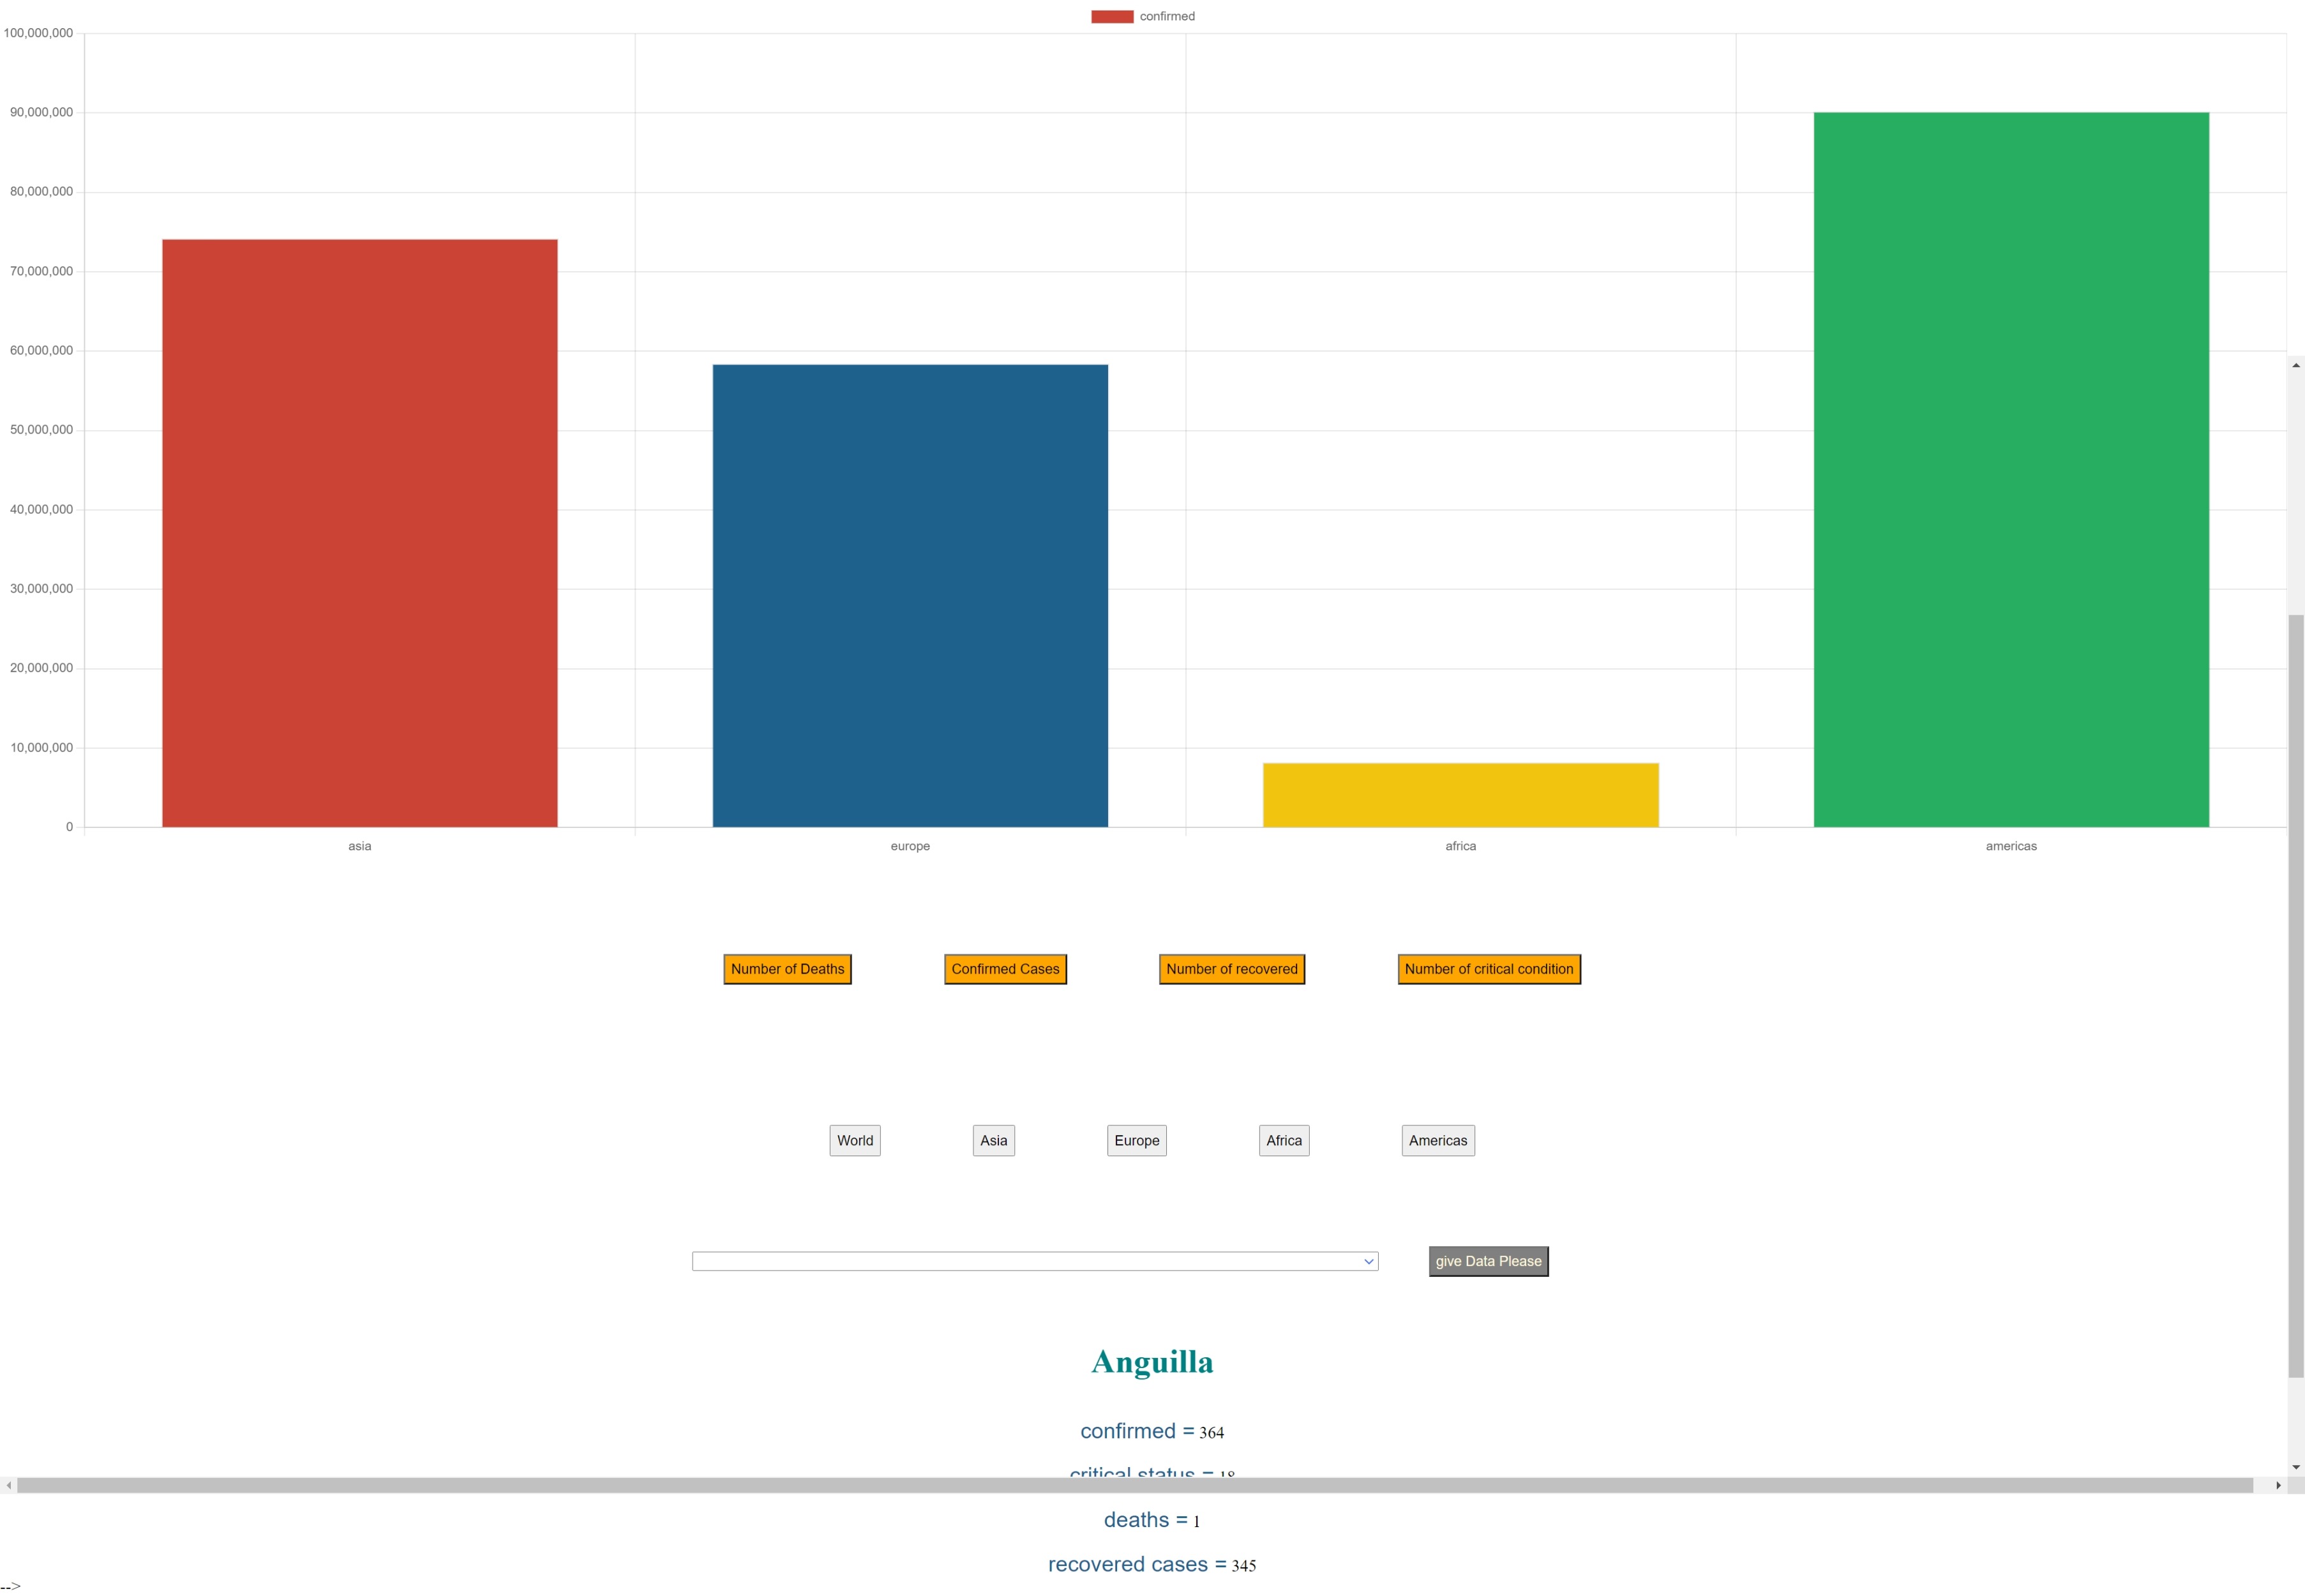 confirmed
100,000,000
90,000,000
80,000,000
70,000,000
60,000,000
50,000,000
40,000,000
30,000,000
20,000,000
10,000,000
0
asia europe africa americas
Number of Deaths Confirmed Cases Number of recovered Number of critical condition
World Asia Europe Africa Americas
give Data Please
Anguilla
confirmed = 364
critical status = 18
deaths = 1
recovered cases = 345
-->